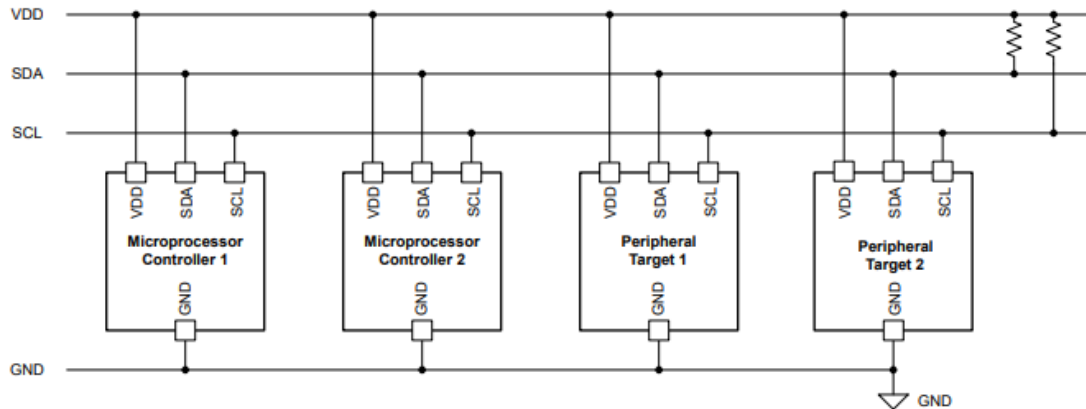 VDD
SDA
SCL
VDD SDA SCL
Microprocessor
Controller 1
GND
VDD SDA SCL
Microprocessor
Controller 2
GND
VDD SDA SCL
Peripheral
Target 1
GND
VDD SDA SCL
Peripheral
Target 2
GND
GND
GND